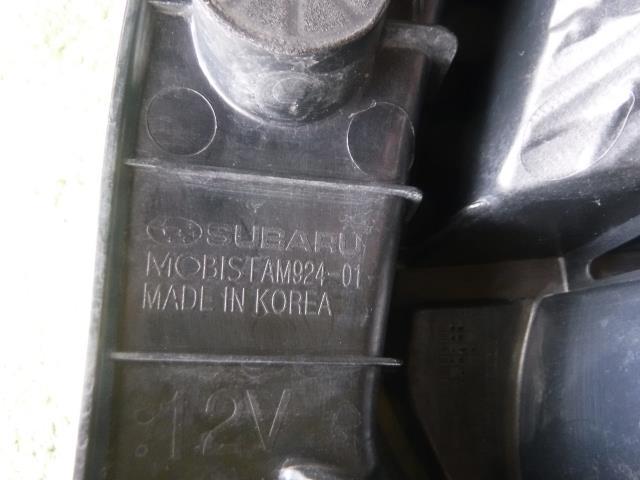 SUBARU
MOBIS TAM924-01
MADE IN KOREA
12V